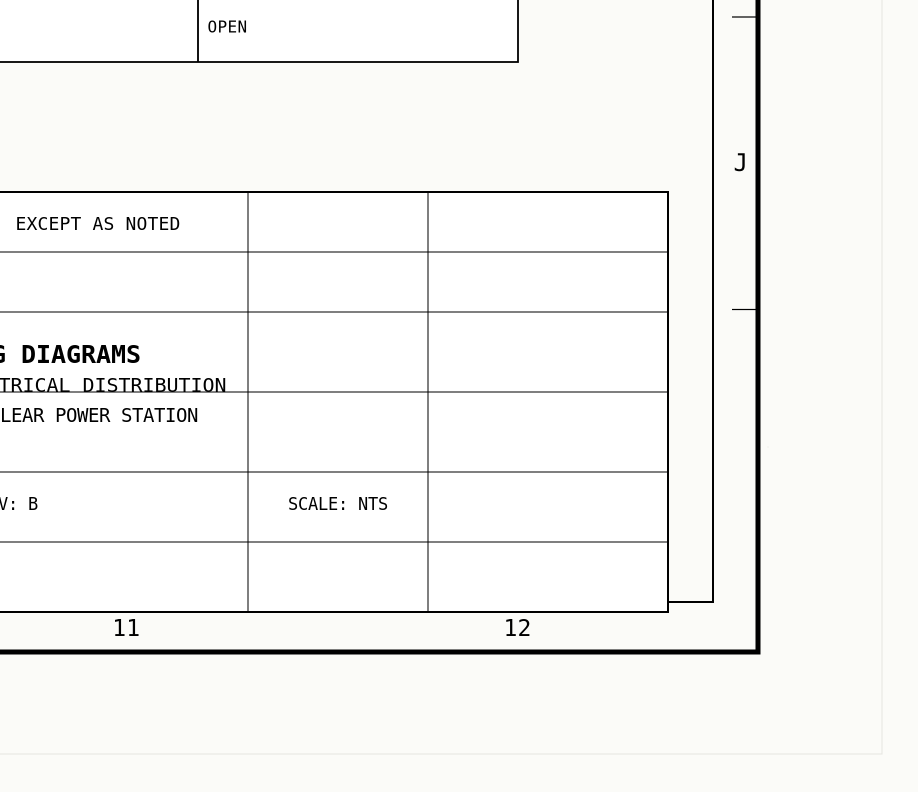 OPEN
J
EXCEPT AS NOTED
G DIAGRAMS
TRICAL DISTRIBUTION
LEAR POWER STATION
V: B
SCALE: NTS
11
12